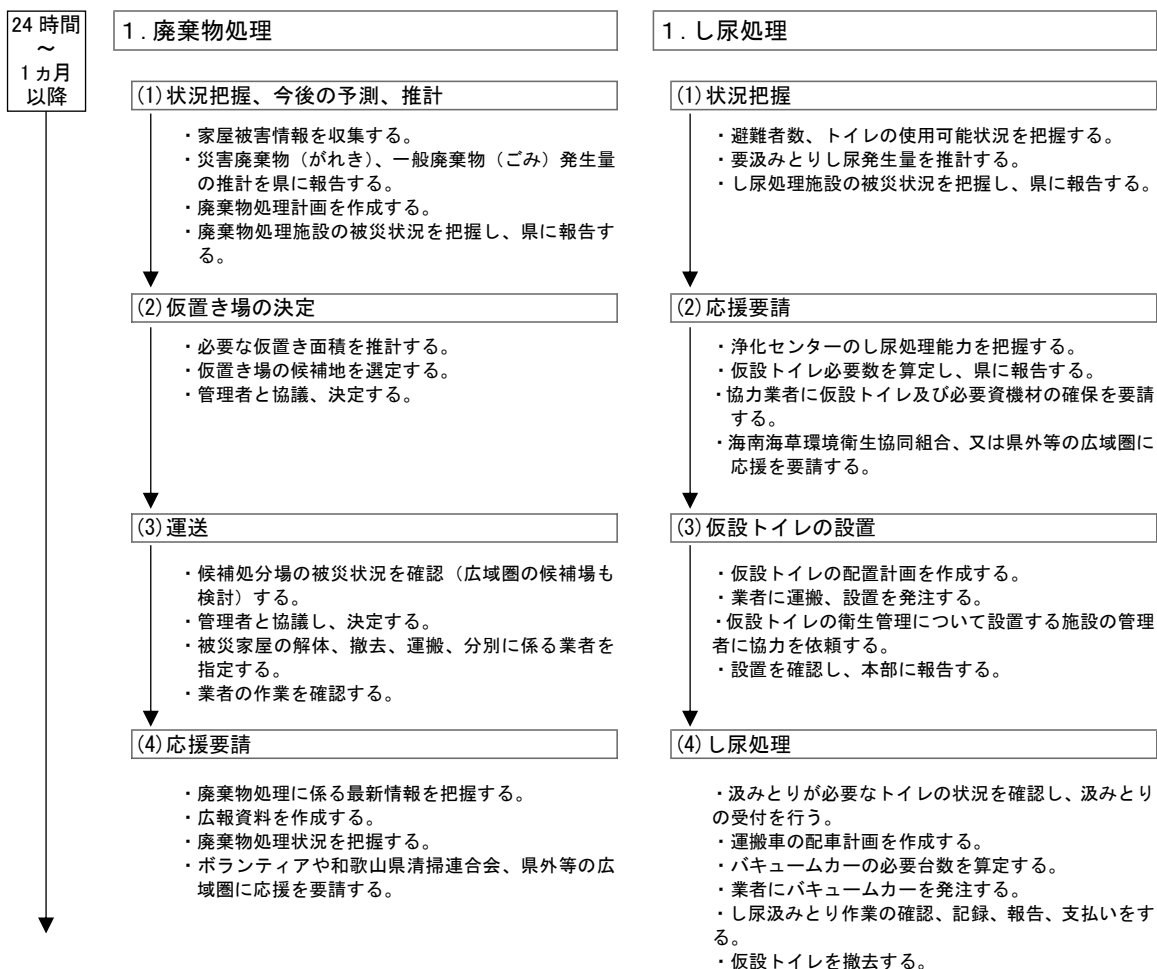 24 時間
～
1ヵ月
以降
１. 廃棄物処理
(1)状況把握、今後の予測、推計
・家屋被害情報を収集する。
・災害廃棄物（がれき）、一般廃棄物（ごみ）発生量
の推計を県に報告する。
・廃棄物処理計画を作成する。
・廃棄物処理施設の被災状況を把握し、県に報告す
る。
(2)仮置き場の決定
・必要な仮置き面積を推計する。
・仮置き場の候補地を選定する。
・管理者と協議、決定する。
(3)運送
・候補処分場の被災状況を確認（広域圏の候補場も
検討）する。
・管理者と協議し、決定する。
・被災家屋の解体、撤去、運搬、分別に係る業者を
指定する。
・業者の作業を確認する。
(4)応援要請
・廃棄物処理に係る最新情報を把握する。
・広報資料を作成する。
・廃棄物処理状況を把握する。
・ボランティアや和歌山県清掃連合会、県外等の広
域圏に応援を要請する。
１. し尿処理
(1)状況把握
・避難者数、トイレの使用可能状況を把握する。
・要汲みとりし尿発生量を推計する。
・し尿処理施設の被災状況を把握し、県に報告する。
(2)応援要請
・浄化センターのし尿処理能力を把握する。
・仮設トイレ必要数を算定し、県に報告する。
・協力業者に仮設トイレ及び必要資機材の確保を要請
する。
・海南海草環境衛生協同組合、又は県外等の広域圏に
応援を要請する。
(3)仮設トイレの設置
・仮設トイレの配置計画を作成する。
・業者に運搬、設置を発注する。
・仮設トイレの衛生管理について設置する施設の管理
者に協力を依頼する。
・設置を確認し、本部に報告する。
(4)し尿処理
・汲みとりが必要なトイレの状況を確認し、汲みとり
の受付を行う。
・運搬車の配車計画を作成する。
・バキュームカーの必要台数を算定する。
・業者にバキュームカーを発注する。
・し尿汲みとり作業の確認、記録、報告、支払いをす
る。
・仮設トイレを撤去する。